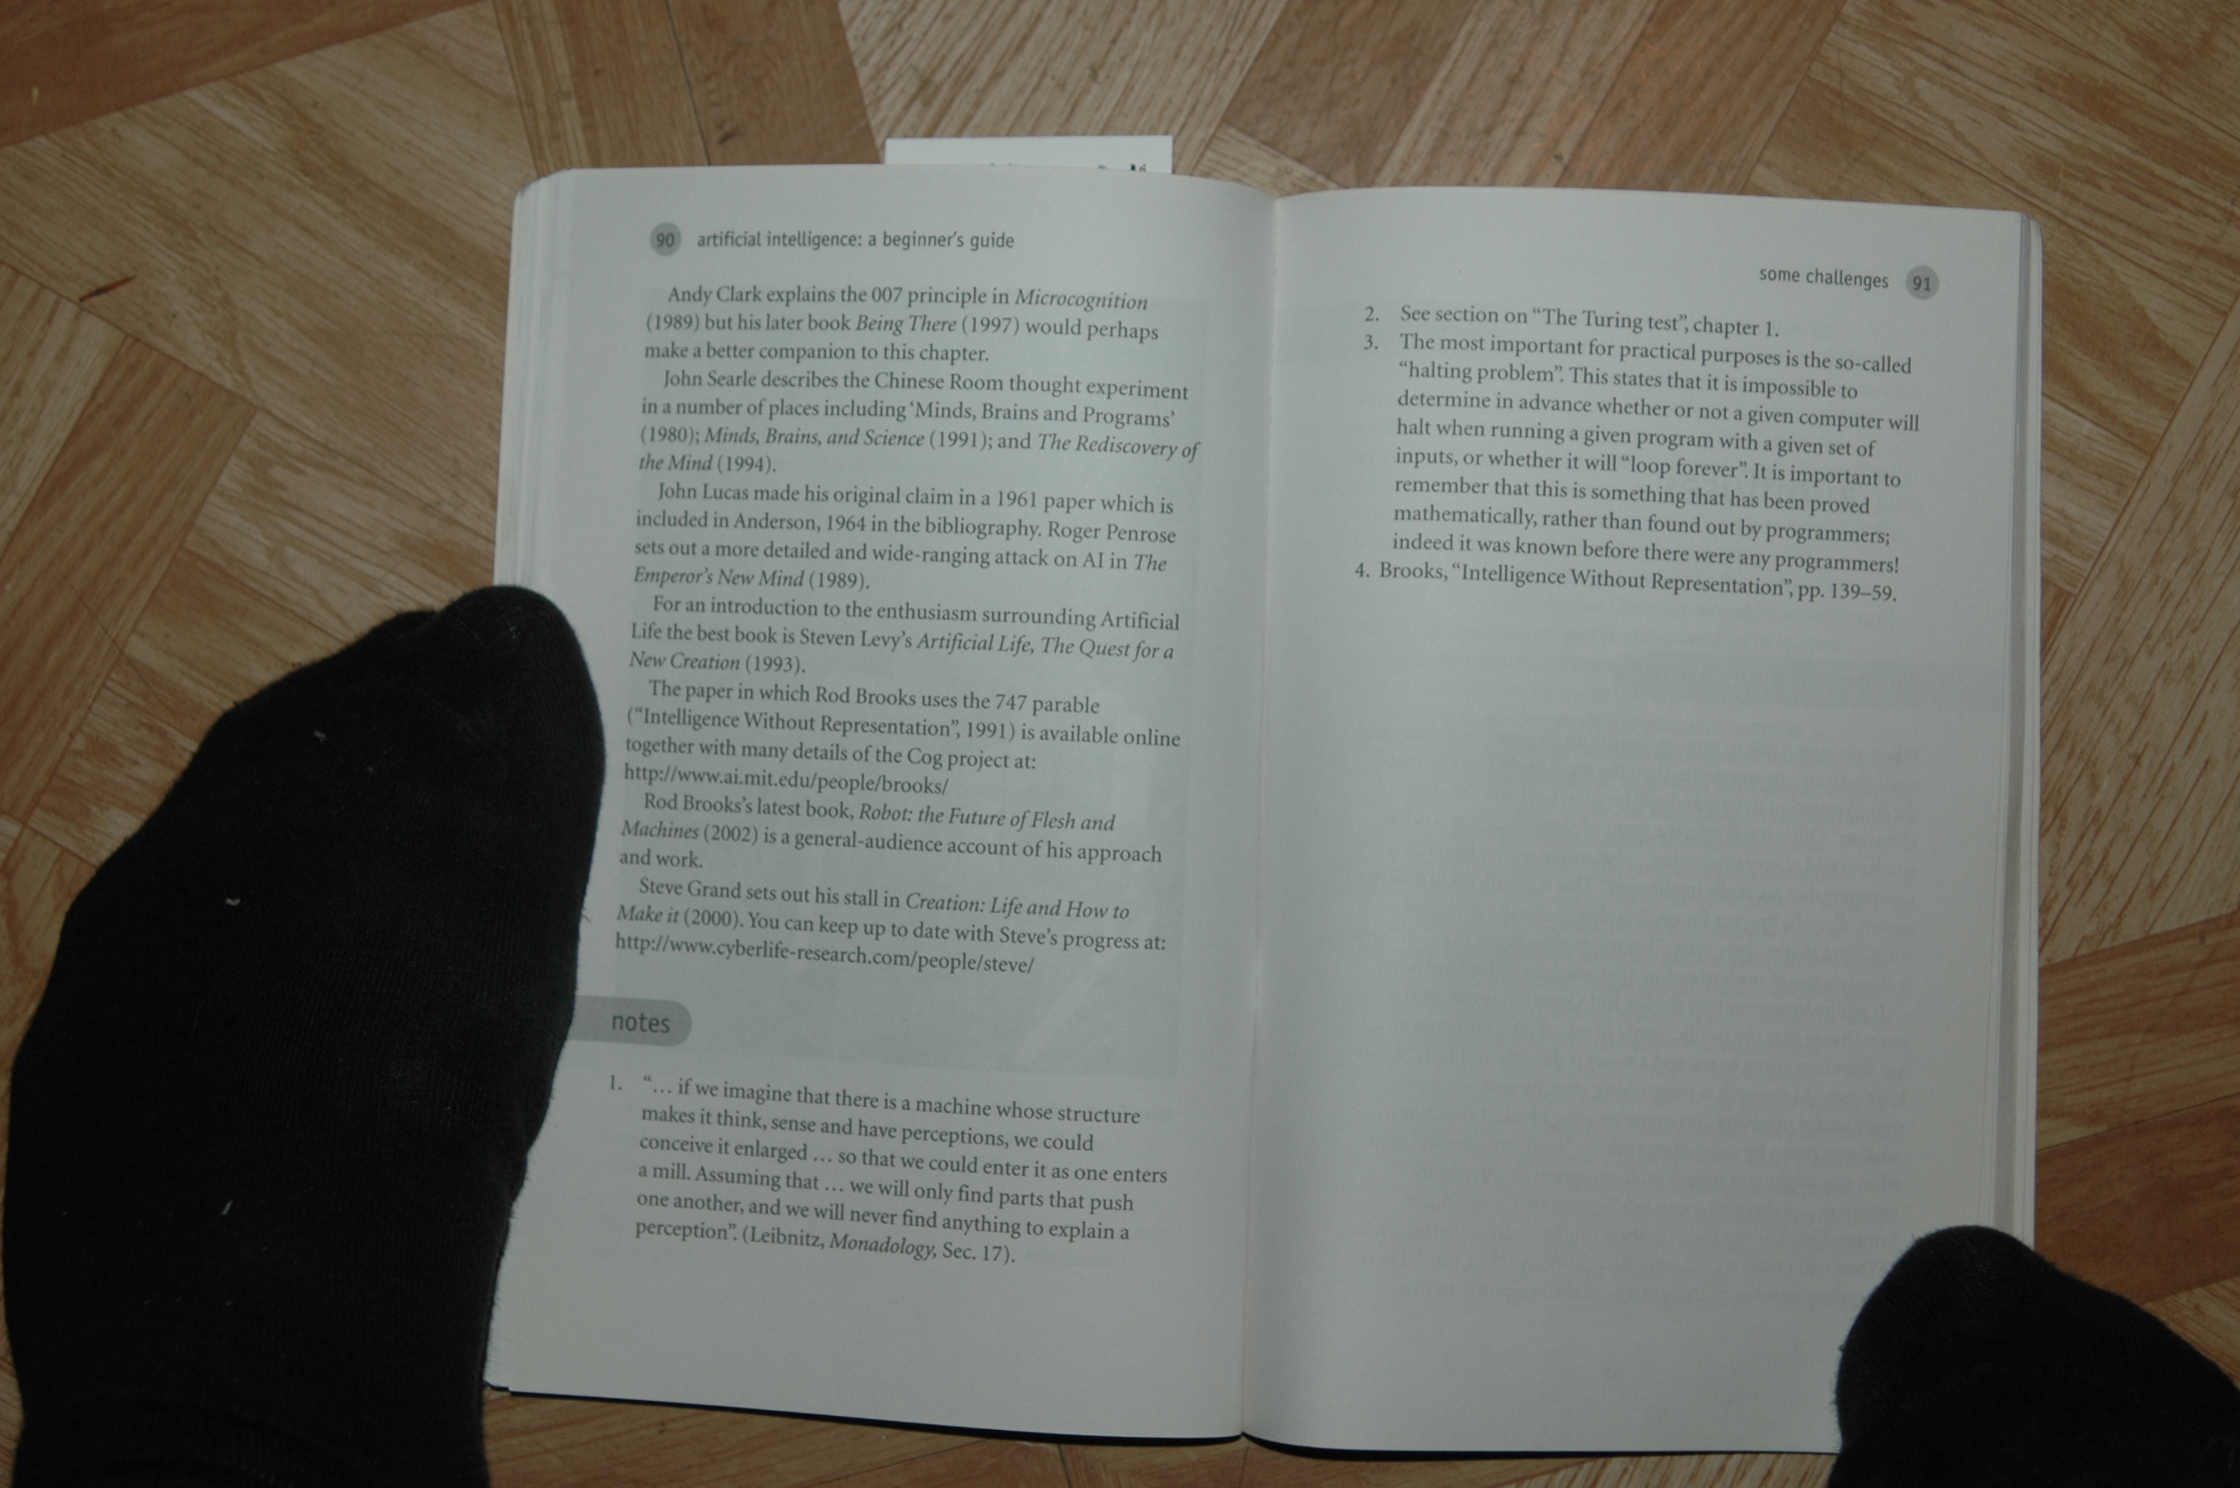 90 artificial intelligence: a beginner's guide
Andy Clark explains the 007 principle in Microcognition
(1989) but his later book Being There (1997) would perhaps
make a better companion to this chapter.
John Searle describes the Chinese Room thought experiment
in a number of places including ‘Minds, Brains and Programs’
(1980); Minds, Brains, and Science (1991); and The Rediscovery of
the Mind (1994).
John Lucas made his original claim in a 1961 paper which is
included in Anderson, 1964 in the bibliography. Roger Penrose
sets out a more detailed and wide-ranging attack on AI in The
Emperor’s New Mind (1989).
For an introduction to the enthusiasm surrounding Artificial
Life the best book is Steven Levy’s Artificial Life, The Quest for a
New Creation (1993).
The paper in which Rod Brooks uses the 747 parable
(“Intelligence Without Representation”, 1991) is available online
together with many details of the Cog project at:
http://www.ai.mit.edu/people/brooks/
Rod Brooks’s latest book, Robot: the Future of Flesh and
Machines (2002) is a general-audience account of his approach
and work.
Steve Grand sets out his stall in Creation: Life and How to
Make it (2000). You can keep up to date with Steve’s progress at:
http://www.cyberlife-research.com/people/steve/
notes
1. “… if we imagine that there is a machine whose structure
makes it think, sense and have perceptions, we could
conceive it enlarged … so that we could enter it as one enters
a mill. Assuming that … we will only find parts that push
one another, and we will never find anything to explain a
perception”. (Leibnitz, Monadology, Sec. 17).
some challenges 91
2. See section on “The Turing test”, chapter 1.
3. The most important for practical purposes is the so-called
“halting problem”. This states that it is impossible to
determine in advance whether or not a given computer will
halt when running a given program with a given set of
inputs, or whether it will “loop forever”. It is important to
remember that this is something that has been proved
mathematically, rather than found out by programmers;
indeed it was known before there were any programmers!
4. Brooks, “Intelligence Without Representation”, pp. 139–59.